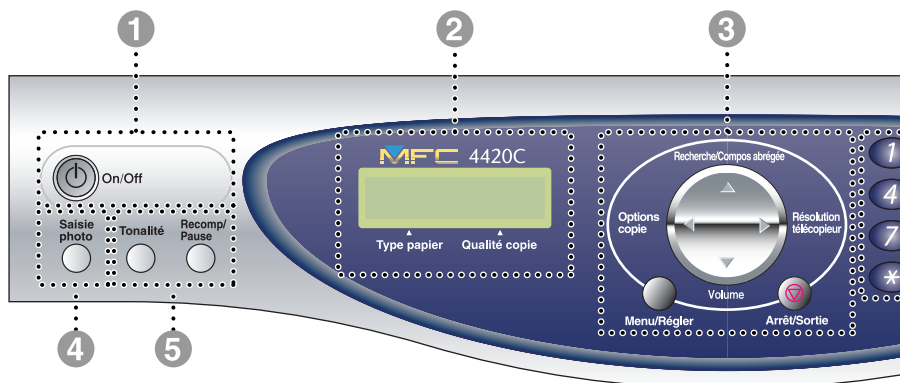 1
2
3
On/Off
Saisie
photo
Tonalité
Recomp/
Pause
MFC 4420C
Type papier
Qualité copie
Recherche/Compos abrégée
Options
copie
Résolution
télécopieur
Volume
Menu/Régler
Arrêt/Sortie
1
4
7
*
4
5